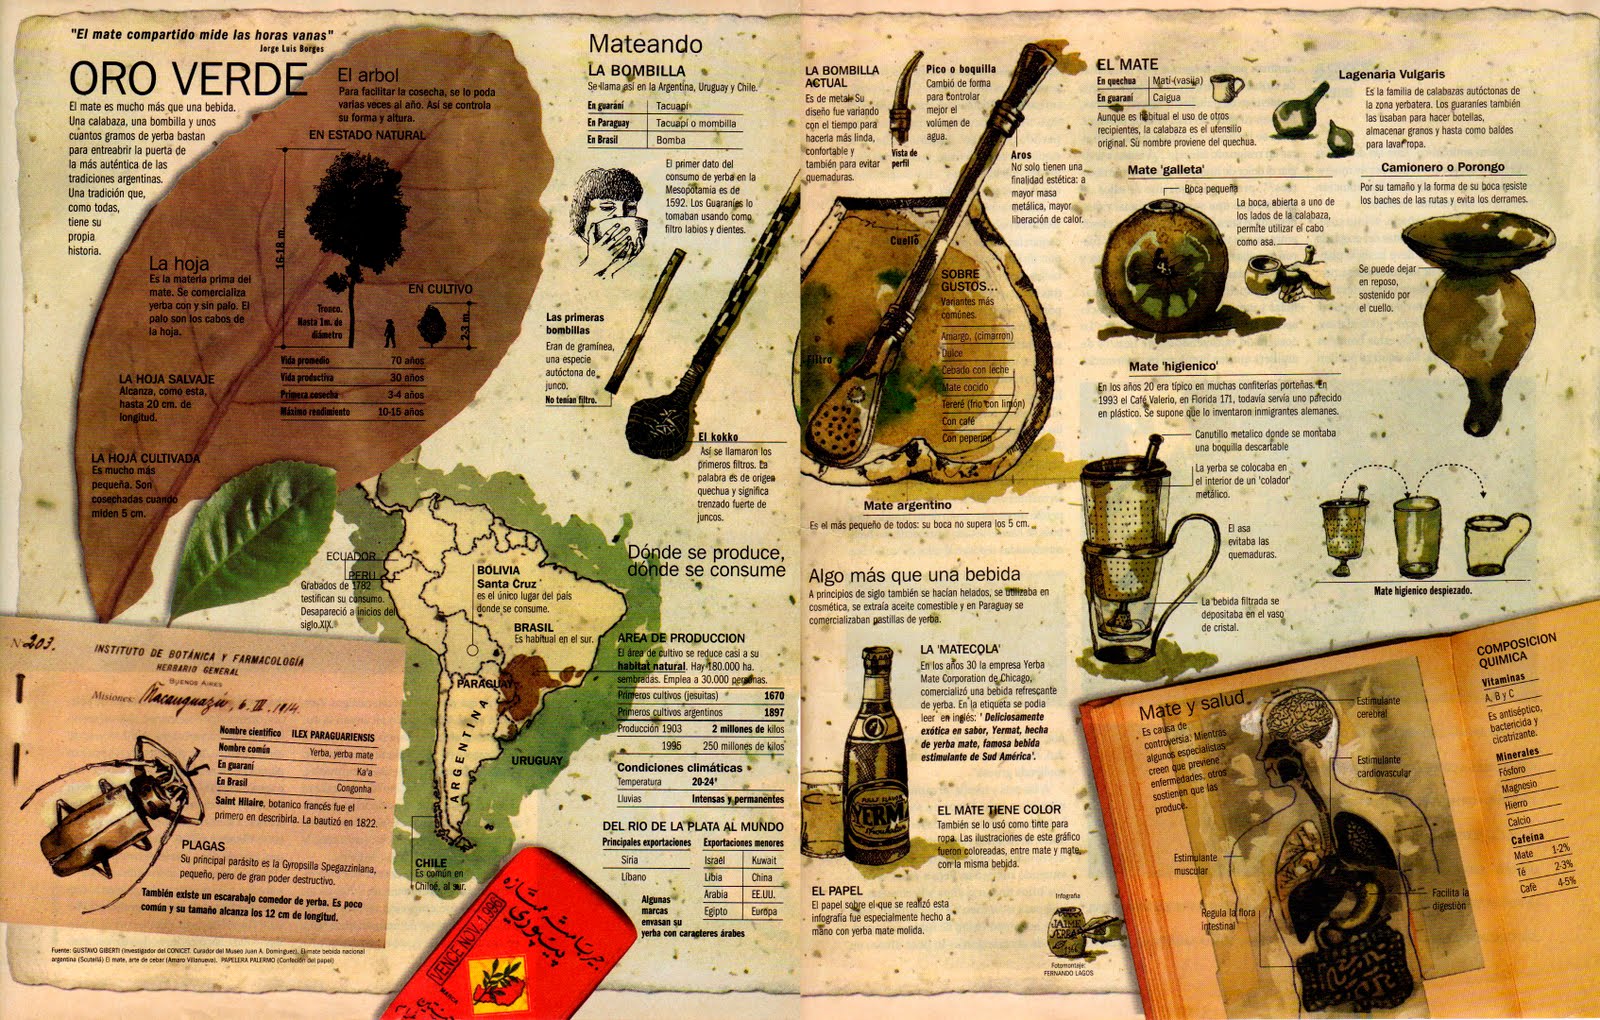 "El mate compartido mide las horas vanas"
Jorge Luis Borges
ORO VERDE
El mate es mucho más que una bebida.
Una calabaza, una bombilla y unos
cuantos gramos de yerba bastan
para entreabrir la puerta de
la más auténtica de las
tradiciones argentinas.
Una tradición que,
como todas,
tiene su
propia
historia.
El arbol
Para facilitar la cosecha, se lo poda
varias veces al año. Así se controla
su forma y altura.
EN ESTADO NATURAL
16-18 m.
Tronco.
Hasta 1m. de
diámetro
EN CULTIVO
2-3 m.
Vida promedio 70 años
Vida productiva 30 años
Primera cosecha 3-4 años
Máximo rendimiento 10-15 años
La hoja
Es la materia prima del
mate. Se comercializa
yerba con y sin palo. El
palo son los cabos de
la hoja.
LA HOJA SALVAJE
Alcanza, como esta,
hasta 20 cm. de
longitud.
LA HOJA CULTIVADA
Es mucho más
pequeña. Son
cosechadas cuando
miden 5 cm.
Mateando
LA BOMBILLA
Se llama así en la Argentina, Uruguay y Chile.
En guaraní Tacuapí
En Paraguay Tacuapí o mombilla
En Brasil Bomba
El primer dato del
consumo de yerba en la
Mesopotamia es de
1592. Los Guaraníes lo
tomaban usando como
filtro labios y dientes.
Las primeras
bombillas
Eran de gramínea,
una especie
autóctona de
junco.
No tenían filtro.
El kokko
Así se llamaron los
primeros filtros. La
palabra es de origen
quechua y significa
trenzado fuerte de
juncos.
LA BOMBILLA
ACTUAL
Es de metal. Su
diseño fue variando
con el tiempo para
hacerla más linda,
confortable y
también para evitar
quemaduras.
Vista de
perfil
Pico o boquilla
Cambió de forma
para controlar
mejor el
volúmen de
agua.
Aros
No solo tienen una
finalidad estética: a
mayor masa
metálica, mayor
liberación de calor.
Cuello
Filtro
SOBRE
GUSTOS...
Variantes más
comúnes.
Amargo, (cimarron)
Dulce
Cebado con leche
Mate cocido
Tereré (frio con limón)
Con café
Con peperina
Mate argentino
Es el más pequeño de todos: su boca no supera los 5 cm.
EL MATE
En quechua Mati (vasija)
En guaraní Caigua
Aunque es habitual el uso de otros
recipientes, la calabaza es el utensilio
original. Su nombre proviene del quechua.
Lagenaria Vulgaris
Es la familia de calabazas autóctonas de
la zona yerbatera. Los guaraníes también
las usaban para hacer botellas,
almacenar granos y hasta como baldes
para lavar ropa.
Mate 'galleta'
Boca pequeña
La boca, abierta a uno de
los lados de la calabaza,
permite utilizar el cabo
como asa.
Camionero o Porongo
Por su tamaño y la forma de su boca resiste
los baches de las rutas y evita los derrames.
Se puede dejar
en reposo,
sostenido por
el cuello.
Mate 'higienico'
En los años 20 era típico en muchas confiterías porteñas. En
1993 el Café Valerio, en Florida 171, todavía servía uno parecido
en plástico. Se supone que lo inventaron inmigrantes alemanes.
Canutillo metalico donde se montaba
una boquilla descartable
La yerba se colocaba en
el interior de un 'colador'
metálico.
El asa
evitaba las
quemaduras.
La bebida filtrada se
depositaba en el vaso
de cristal.
Mate higienico despiezado.
Dónde se produce,
dónde se consume
ECUADOR
PERU
Grabados de 1782
testifican su consumo.
Desapareció a inicios del
siglo XIX.
BOLIVIA
Santa Cruz
es el único lugar del país
donde se consume.
BRASIL
Es habitual en el sur.
PARAGUAY
ARGENTINA
URUGUAY
CHILE
Es común en
Chiloé, al sur.
AREA DE PRODUCCION
El área de cultivo se reduce casi a su
habitat natural. Hay 180.000 ha.
sembradas. Emplea a 30.000 personas.
Primeros cultivos (jesuitas) 1670
Primeros cultivos argentinos 1897
Producción 1903 2 millones de kilos
1995 250 millones de kilos
Condiciones climáticas
Temperatura 20-24°
Lluvias Intensas y permanentes
DEL RIO DE LA PLATA AL MUNDO
Principales exportaciones Exportaciones menores
Siria Israel Kuwait
Líbano Libia China
Arabia EE.UU.
Egipto Europa
Algunas
marcas
envasan su
yerba con caracteres árabes
VENCE NOV. 1996
MARCA
Algo más que una bebida
A principios de siglo también se hacían helados, se utilizaba en
cosmética, se extraía aceite comestible y en Paraguay se
comercializaban pastillas de yerba.
LA 'MATECOLA'
En los años 30 la empresa Yerba
Mate Corporation de Chicago,
comercializó una bebida refrescante
de yerba. En la etiqueta se podía
leer en inglés: ' Deliciosamente
exótica en sabor, Yermat, hecha
de yerba mate, famosa bebida
estimulante de Sud América'.
EL MATE TIENE COLOR
También se lo usó como tinte para
ropa. Las ilustraciones de este gráfico
fueron coloreadas, entre mate y mate,
con la misma bebida.
EL PAPEL
El papel sobre el que se realizó esta
infografía fue especialmente hecho a
mano con yerba mate molida.
Infografía
JAIME
SERRA
Fotomontaje:
FERNANDO LAGOS
Nº 203.
INSTITUTO DE BOTÁNICA Y FARMACOLOGÍA
HERBARIO GENERAL
BUENOS AIRES
Misiones:
Nombre científico ILEX PARAGUARIENSIS
Nombre común Yerba, yerba mate
En guaraní Ka'a
En Brasil Congonha
Saint Hilaire, botanico francés fue el
primero en describirla. La bautizó en 1822.
PLAGAS
Su principal parásito es la Gyropsilla Spegazziniana,
pequeño, pero de gran poder destructivo.
También existe un escarabajo comedor de yerba. Es poco
común y su tamaño alcanza los 12 cm de longitud.
Fuente: GUSTAVO GIBERTI (Investigador del CONICET. Curador del Museo Juan A. Dominguez). El mate bebida nacional
argentina (Scutellá) El mate, arte de cebar (Amaro Villanueva). PAPELERA PALERMO (Confeción del papel)
Mate y salud
Es causa de
controversia. Mientras
algunos especialistas
creen que previene
enfermedades, otros
sostienen que las
produce.
Estimulante
cerebral
Estimulante
cardiovascular
Estimulante
muscular
Facilita la
digestión
Regula la flora
intestinal
COMPOSICION
QUIMICA
Vitaminas
A, B y C
Es antiséptico,
bactericida y
cicatrizante.
Minerales
Fósforo
Magnesio
Hierro
Calcio
Cafeína
Mate 1-2%
Té 2-3%
Café 4-5%